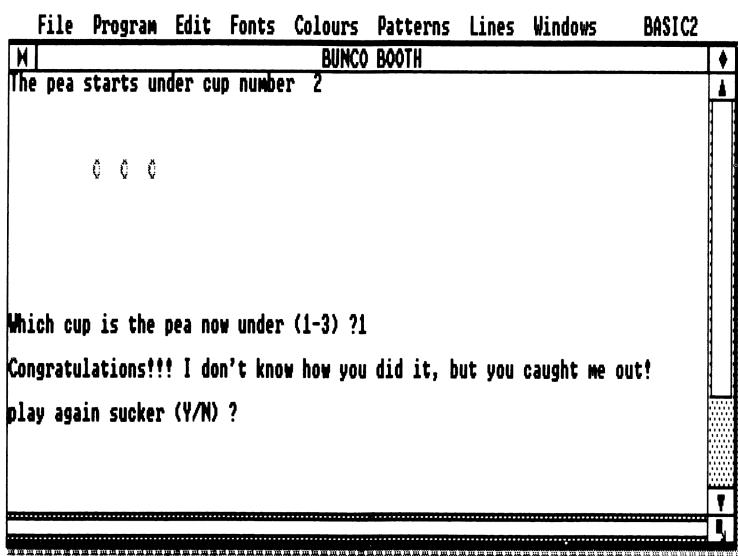 File Program Edit Fonts Colours Patterns Lines Windows BASIC2
BUNCO BOOTH
The pea starts under cup number 2
Which cup is the pea now under (1-3) ?1
Congratulations!!! I don't know how you did it, but you caught me out!
play again sucker (Y/N) ?